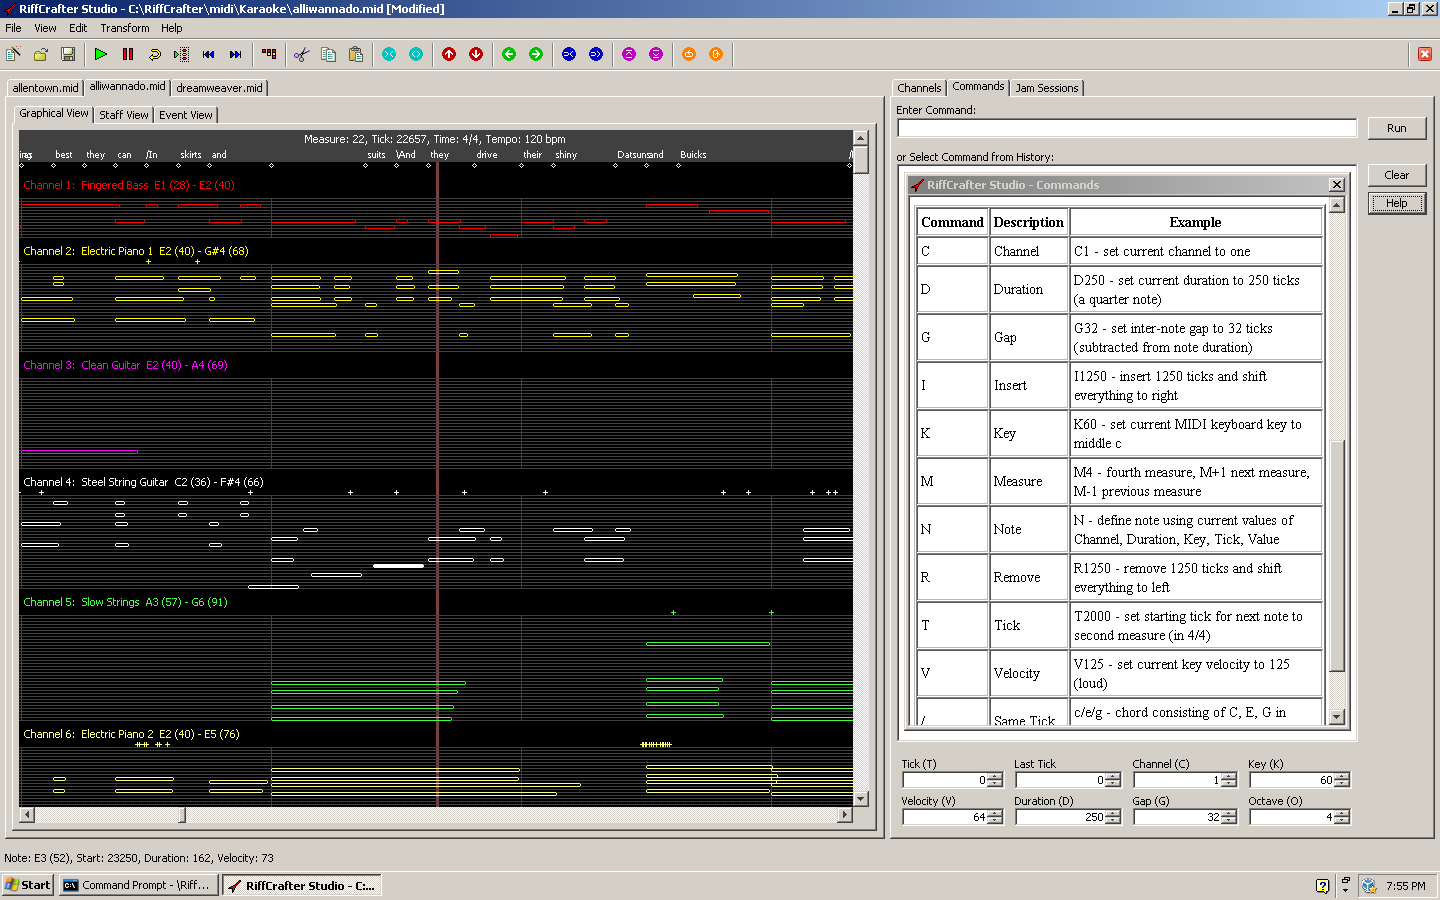 RiffCrafter Studio - C:\RiffCrafter\midi\Karaoke\alliwannado.mid [Modified]
File View Edit Transform Help
allentown.mid alliwannado.mid dreamweaver.mid
Graphical View Staff View Event View
Measure: 22, Tick: 22657, Time: 4/4, Tempo: 120 bpm
best they can /In skirts and suits \And they drive their shiny Datsuns and Buicks
Channel 1: Fingered Bass E1 (28) - E2 (40)
Channel 2: Electric Piano 1 E2 (40) - G#4 (68)
Channel 3: Clean Guitar E2 (40) - A4 (69)
Channel 4: Steel String Guitar C2 (36) - F#4 (66)
Channel 5: Slow Strings A3 (57) - G6 (91)
Channel 6: Electric Piano 2 E2 (40) - E5 (76)
Channels Commands Jam Sessions
Enter Command:
Run
or Select Command from History:
Clear
Help
RiffCrafter Studio - Commands
Command Description Example
C Channel C1 - set current channel to one
D Duration D250 - set current duration to 250 ticks
(a quarter note)
G Gap G32 - set inter-note gap to 32 ticks
(subtracted from note duration)
I Insert I1250 - insert 1250 ticks and shift
everything to right
K Key K60 - set current MIDI keyboard key to
middle c
M Measure M4 - fourth measure, M+1 next measure,
M-1 previous measure
N Note N - define note using current values of
Channel, Duration, Key, Tick, Value
R Remove R1250 - remove 1250 ticks and shift
everything to left
T Tick T2000 - set starting tick for next note to
second measure (in 4/4)
V Velocity V125 - set current key velocity to 125
(loud)
/ Same Tick c/e/g - chord consisting of C, E, G in
Tick (T) Last Tick Channel (C) Key (K)
0 0 1 60
Velocity (V) Duration (D) Gap (G) Octave (O)
64 250 32 4
Note: E3 (52), Start: 23250, Duration: 162, Velocity: 73
Start Command Prompt - \Riff... RiffCrafter Studio - C:... 7:55 PM